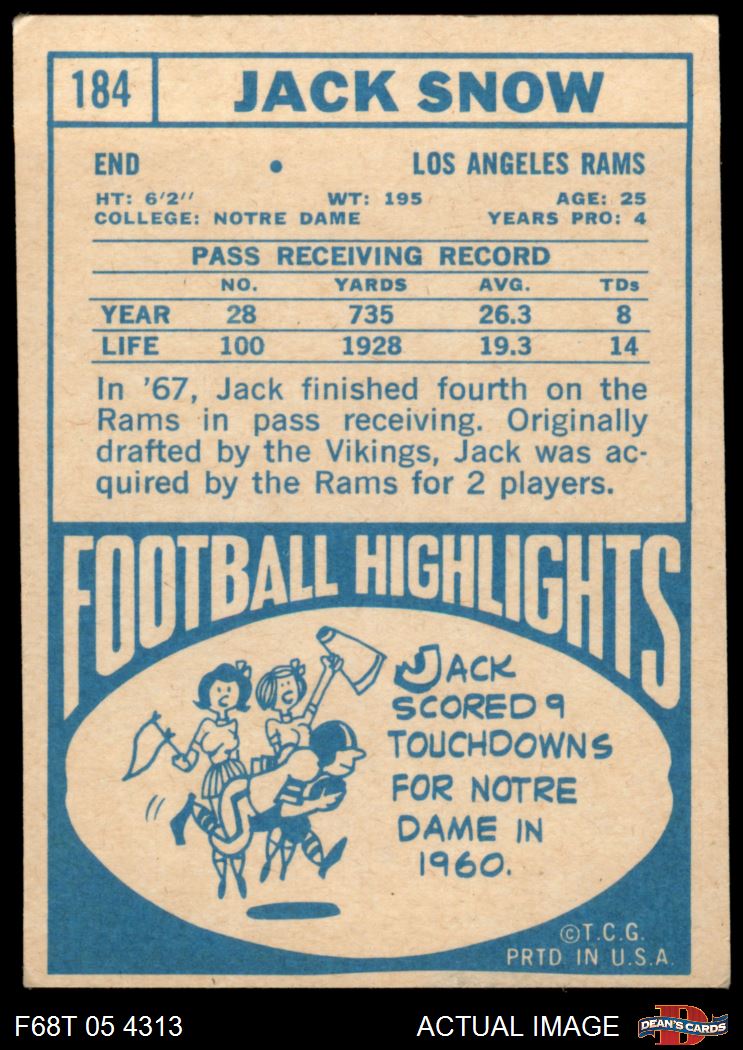 184 JACK SNOW
END • LOS ANGELES RAMS
HT: 6'2'' WT: 195 AGE: 25
COLLEGE: NOTRE DAME YEARS PRO: 4
PASS RECEIVING RECORD
NO. YARDS AVG. TDs
YEAR 28 735 26.3 8
LIFE 100 1928 19.3 14
In '67, Jack finished fourth on the
Rams in pass receiving. Originally
drafted by the Vikings, Jack was ac-
quired by the Rams for 2 players.
FOOTBALL HIGHLIGHTS
JACK
SCORED 9
TOUCHDOWNS
FOR NOTRE
DAME IN
1960.
©T.C.G.
PRTD IN U.S.A.
F68T 05 4313 ACTUAL IMAGE D DEAN'S CARDS